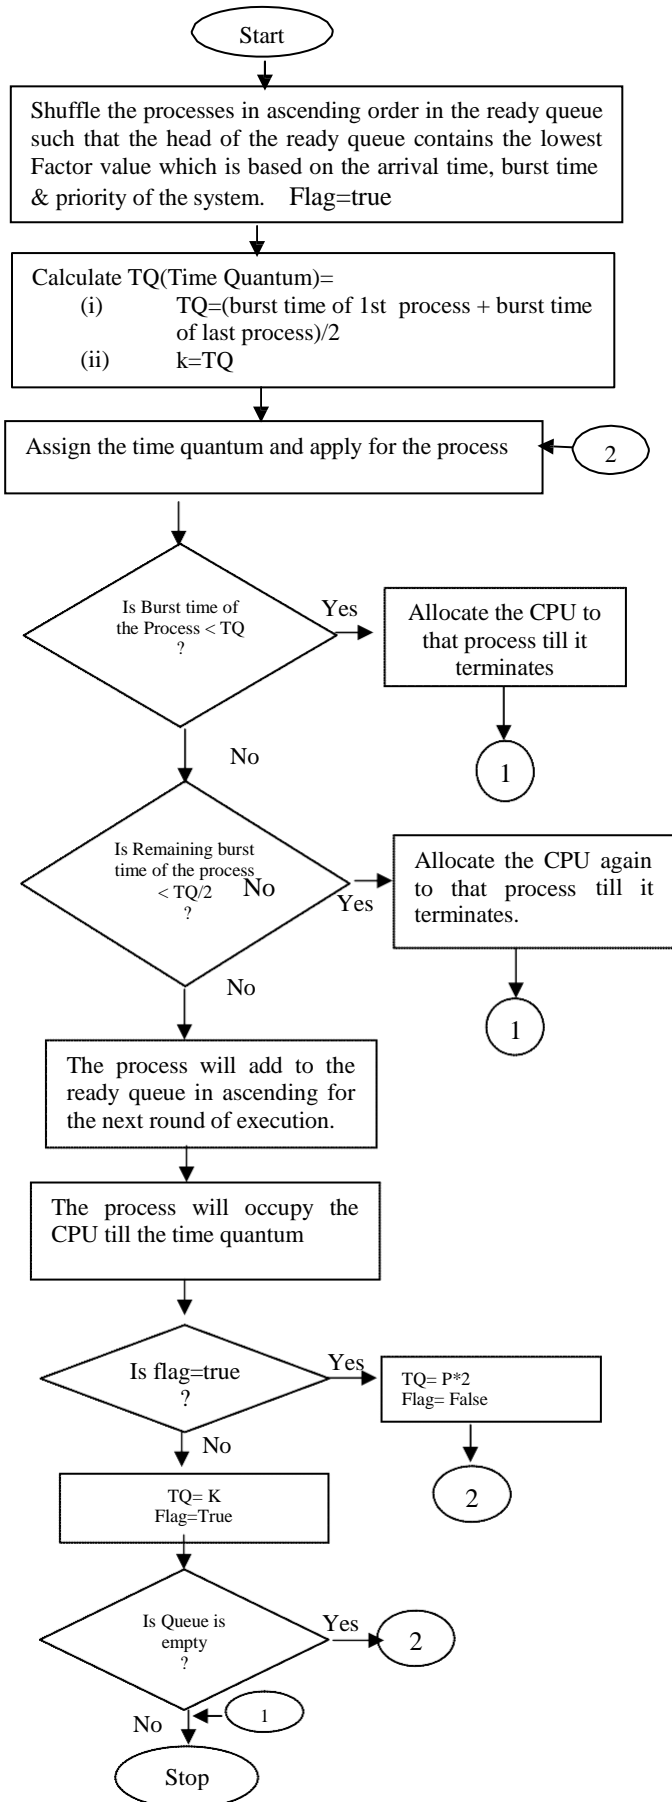 Start
Shuffle the processes in ascending order in the ready queue
such that the head of the ready queue contains the lowest
Factor value which is based on the arrival time, burst time
& priority of the system. Flag=true
Calculate TQ(Time Quantum)=
(i) TQ=(burst time of 1st process + burst time
of last process)/2
(ii) k=TQ
Assign the time quantum and apply for the process
2
Is Burst time of
the Process < TQ
?
Yes
Allocate the CPU to
that process till it
terminates
No
1
Is Remaining burst
time of the process
< TQ/2 No
?
Yes
Allocate the CPU again
to that process till it
terminates.
No
1
The process will add to the
ready queue in ascending for
the next round of execution.
The process will occupy the
CPU till the time quantum
Is flag=true
?
Yes
TQ= P*2
Flag= False
No
2
TQ= K
Flag=True
Is Queue is
empty
?
Yes
2
No
1
Stop